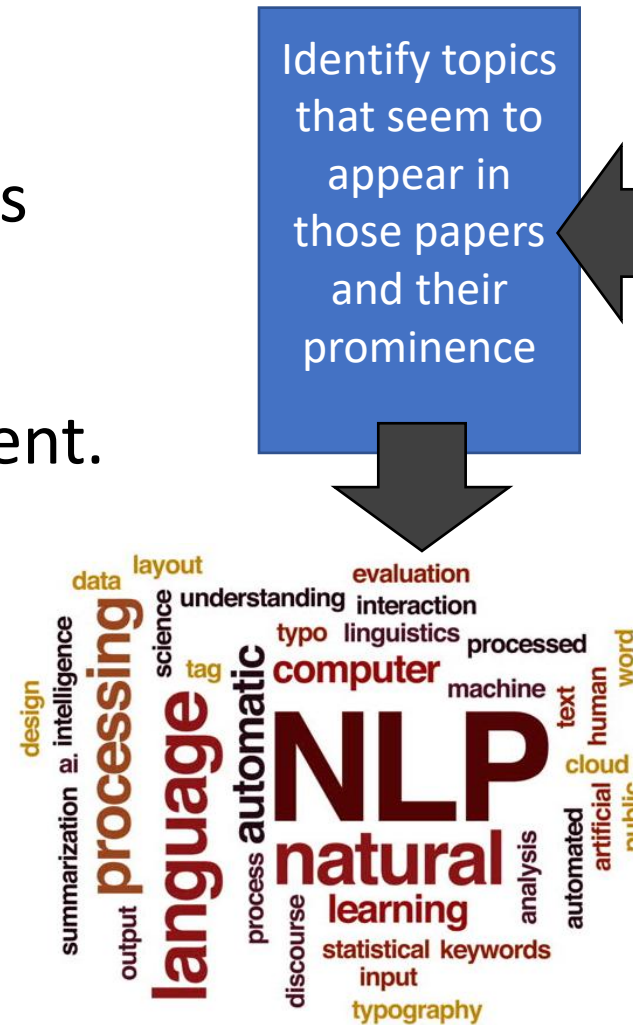 Identify topics
that seem to
appear in
those papers
and their
prominence
s
ent.
layout
data
evaluation
science
understanding
interaction
processing
typo
linguistics
processed
intelligence
tag
computer
word
design
automatic
machine
text
human
ai.
language
NLP
cloud
summarization
artificial
public
natural
automated
analysis
process
learning
output
discourse
statistical
keywords
input
typography